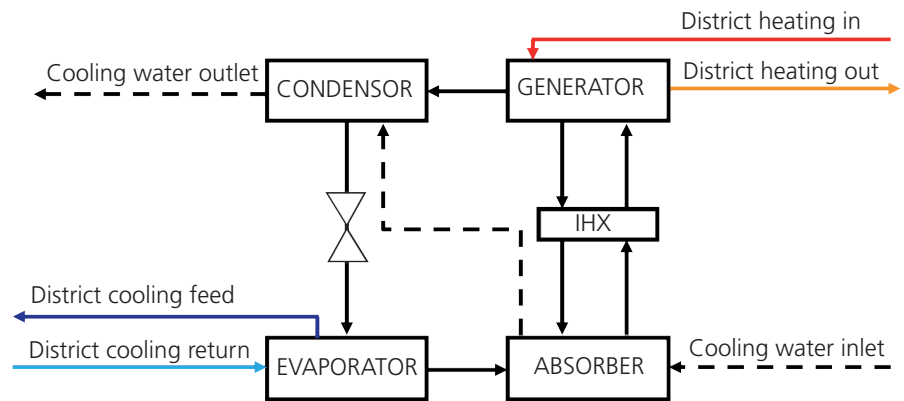 District heating in
Cooling water outlet
CONDENSOR
GENERATOR
District heating out
IHX
District cooling feed
District cooling return
EVAPORATOR
ABSORBER
Cooling water inlet